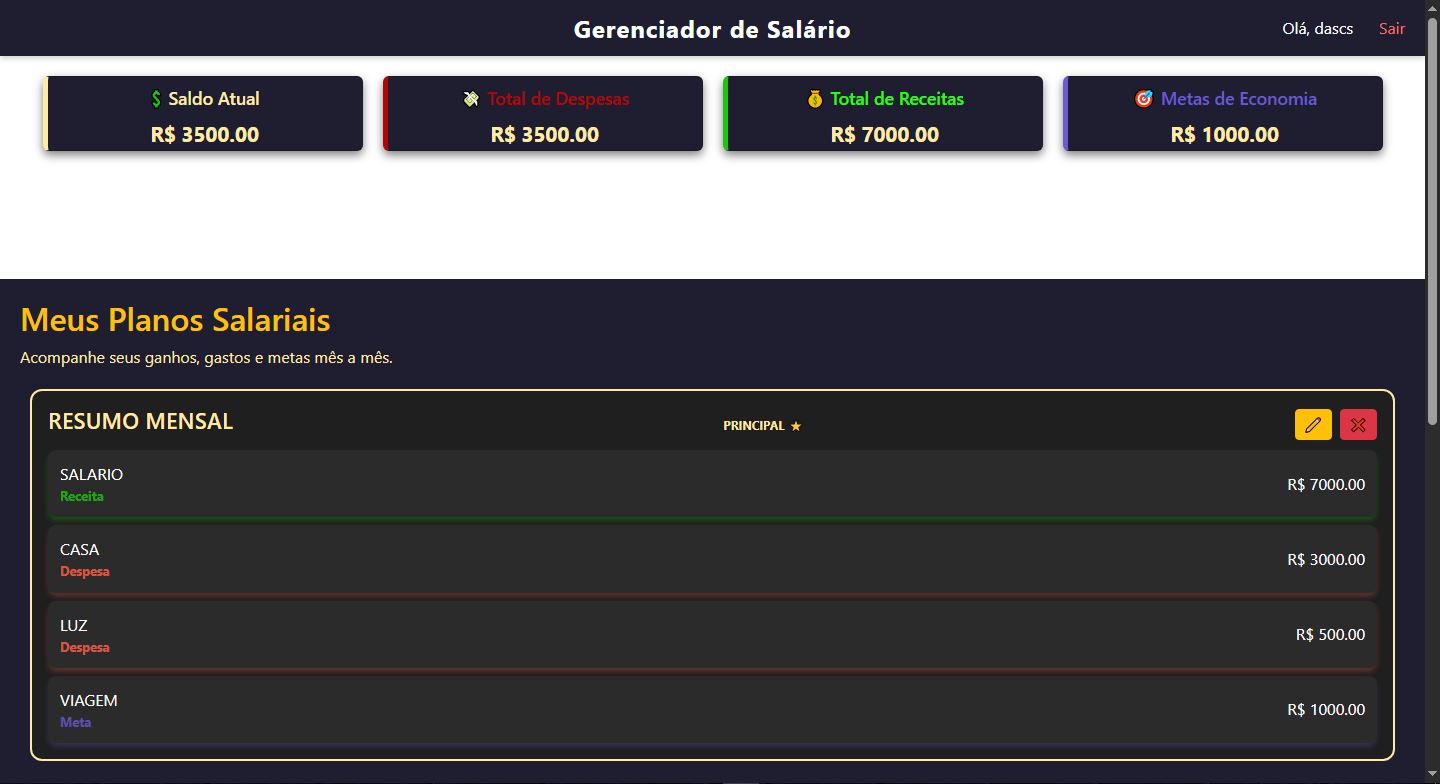 Gerenciador de Salário
Olá, dascs Sair
Saldo Atual
R$ 3500.00
Total de Despesas
R$ 3500.00
Total de Receitas
R$ 7000.00
Metas de Economia
R$ 1000.00
Meus Planos Salariais
Acompanhe seus ganhos, gastos e metas mês a mês.
RESUMO MENSAL
PRINCIPAL
SALARIO
Receita
R$ 7000.00
CASA
Despesa
R$ 3000.00
LUZ
Despesa
R$ 500.00
VIAGEM
Meta
R$ 1000.00